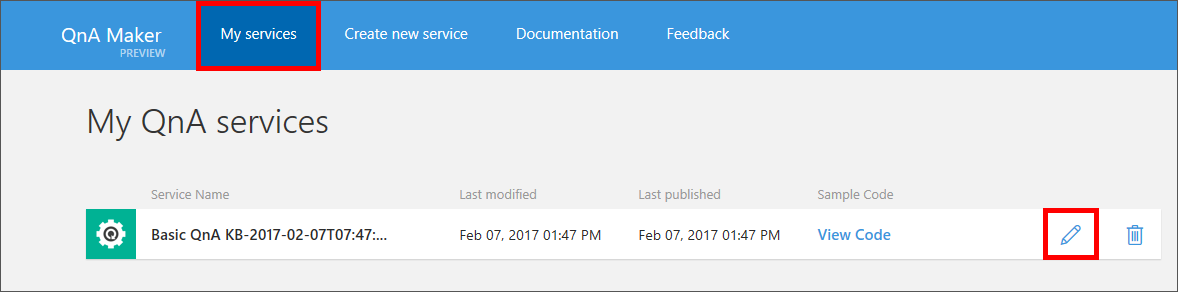 QnA Maker My services Create new service Documentation Feedback
PREVIEW
My QnA services
Service Name Last modified Last published Sample Code
Basic QnA KB-2017-02-07T07:47:... Feb 07, 2017 01:47 PM Feb 07, 2017 01:47 PM View Code